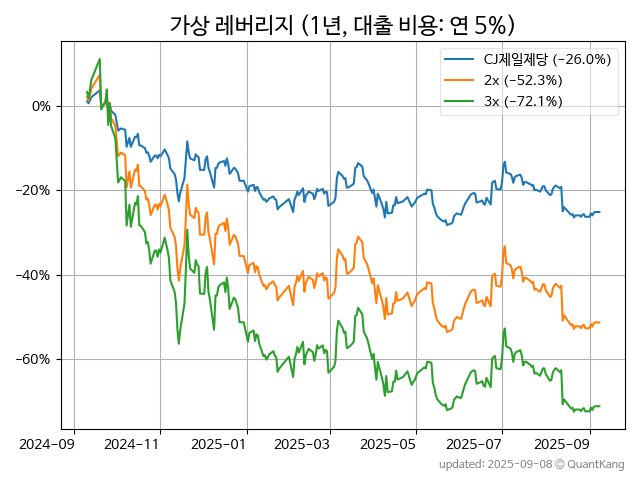 가상 레버리지 (1년, 대출 비용: 연 5%)
CJ제일제당 (-26.0%)
2x (-52.3%)
3x (-72.1%)
0%
-20%
-40%
-60%
2024-09 2024-11 2025-01 2025-03 2025-05 2025-07 2025-09
updated: 2025-09-08 © QuantKang